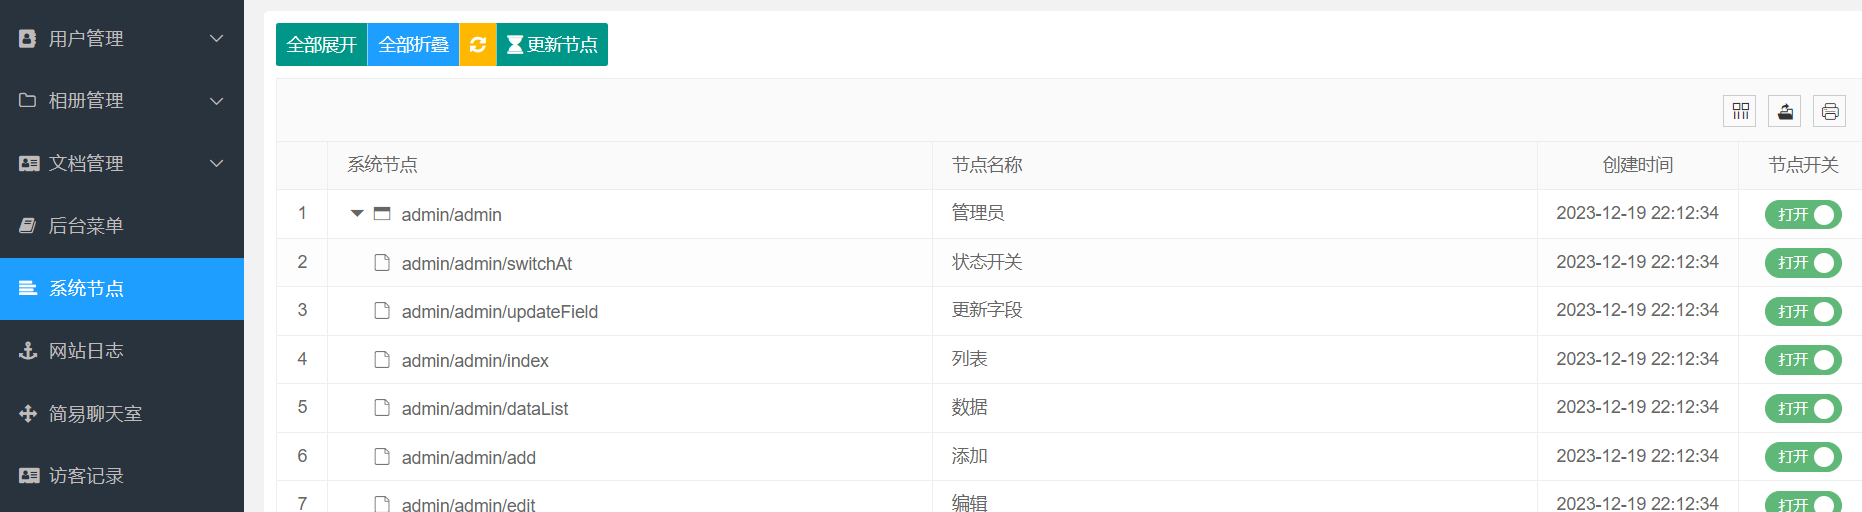 用户管理
相册管理
文档管理
后台菜单
系统节点
网站日志
简易聊天室
访客记录
全部展开 全部折叠 更新节点
系统节点 节点名称 创建时间 节点开关
1 admin/admin 管理员 2023-12-19 22:12:34 打开
2 admin/admin/switchAt 状态开关 2023-12-19 22:12:34 打开
3 admin/admin/updateField 更新字段 2023-12-19 22:12:34 打开
4 admin/admin/index 列表 2023-12-19 22:12:34 打开
5 admin/admin/dataList 数据 2023-12-19 22:12:34 打开
6 admin/admin/add 添加 2023-12-19 22:12:34 打开
7 admin/admin/edit 编辑 2023-12-19 22:12:34 打开